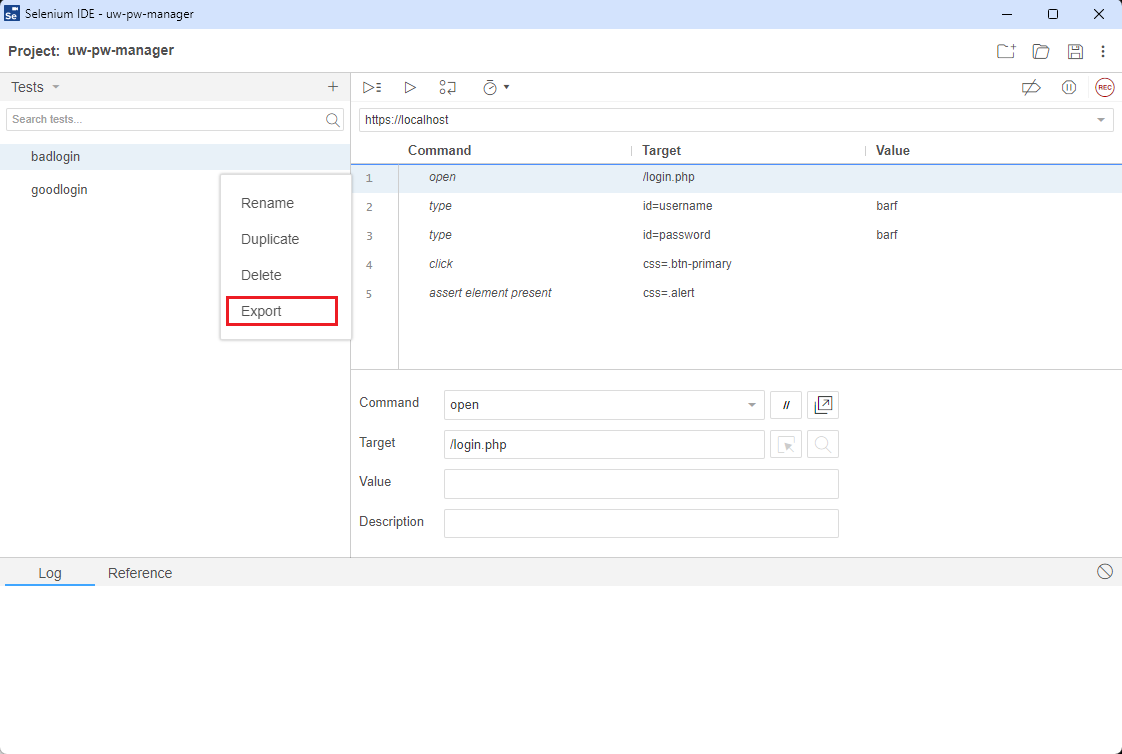 Se Selenium IDE - uw-pw-manager
Project: uw-pw-manager
Tests
Search tests...
badlogin
goodlogin
Rename
Duplicate
Delete
Export
REC
https://localhost
Command Target Value
1 open /login.php
2 type id=username barf
3 type id=password barf
4 click css=.btn-primary
5 assert element present css=.alert
Command open //
Target /login.php
Value
Description
Log Reference